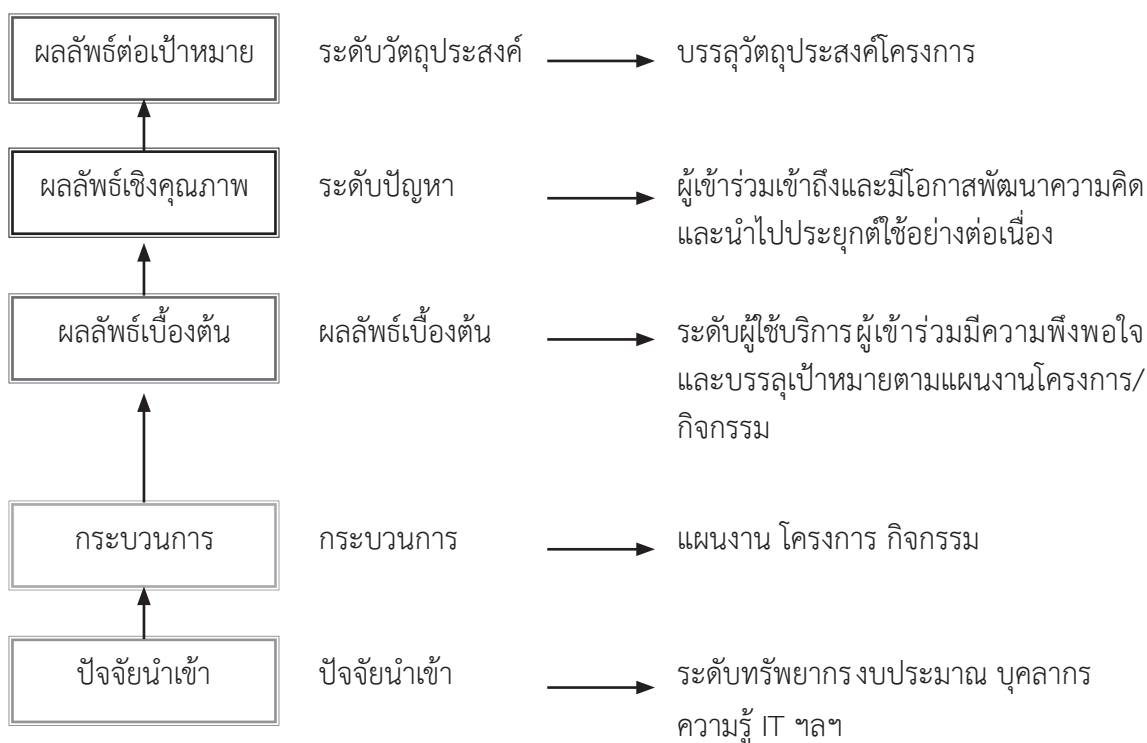 ผลลัพธ์ต่อเป้าหมาย ระดับวัตถุประสงค์ บรรลุวัตถุประสงค์โครงการ
ผลลัพธ์เชิงคุณภาพ ระดับปัญหา ผู้เข้าร่วมเข้าถึงและมีโอกาสพัฒนาความคิด
และนำไปประยุกต์ใช้อย่างต่อเนื่อง
ผลลัพธ์เบื้องต้น ผลลัพธ์เบื้องต้น ระดับผู้ใช้บริการ ผู้เข้าร่วมมีความพึงพอใจ
และบรรลุเป้าหมายตามแผนงานโครงการ/
กิจกรรม
กระบวนการ กระบวนการ แผนงาน โครงการ กิจกรรม
ปัจจัยนำเข้า ปัจจัยนำเข้า ระดับทรัพยากร งบประมาณ บุคลากร
ความรู้ IT ฯลฯ